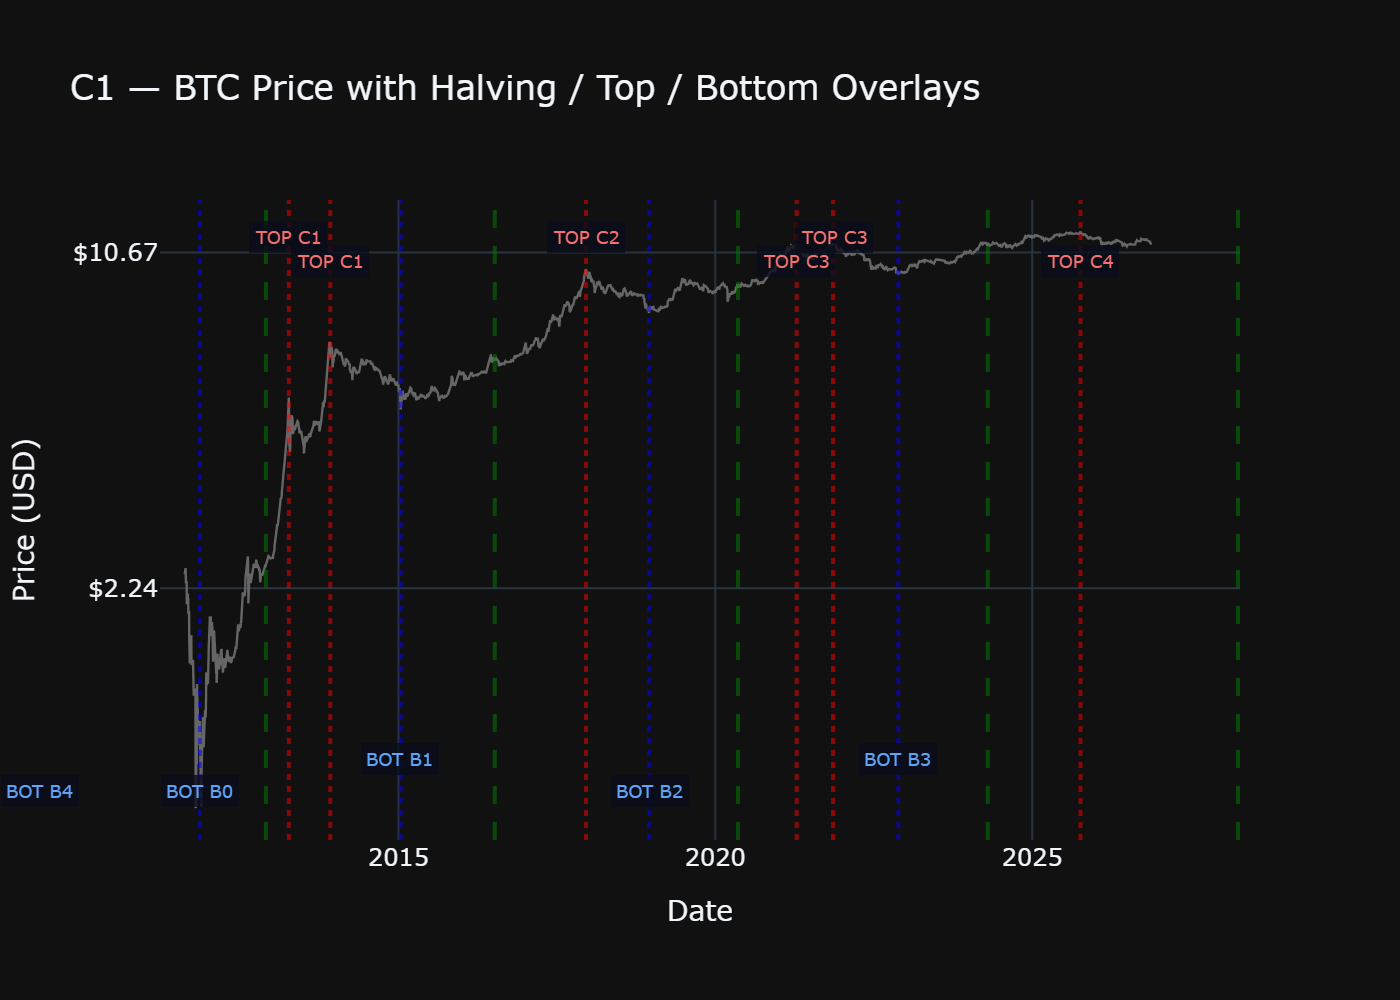 C1 — BTC Price with Halving / Top / Bottom Overlays
TOP C1
TOP C2
TOP C3
$10.67
TOP C1
TOP C3
TOP C4
Price (USD)
$2.24
BOT B1
BOT B3
BOT B4
BOT B0
BOT B2
2015
2020
2025
Date